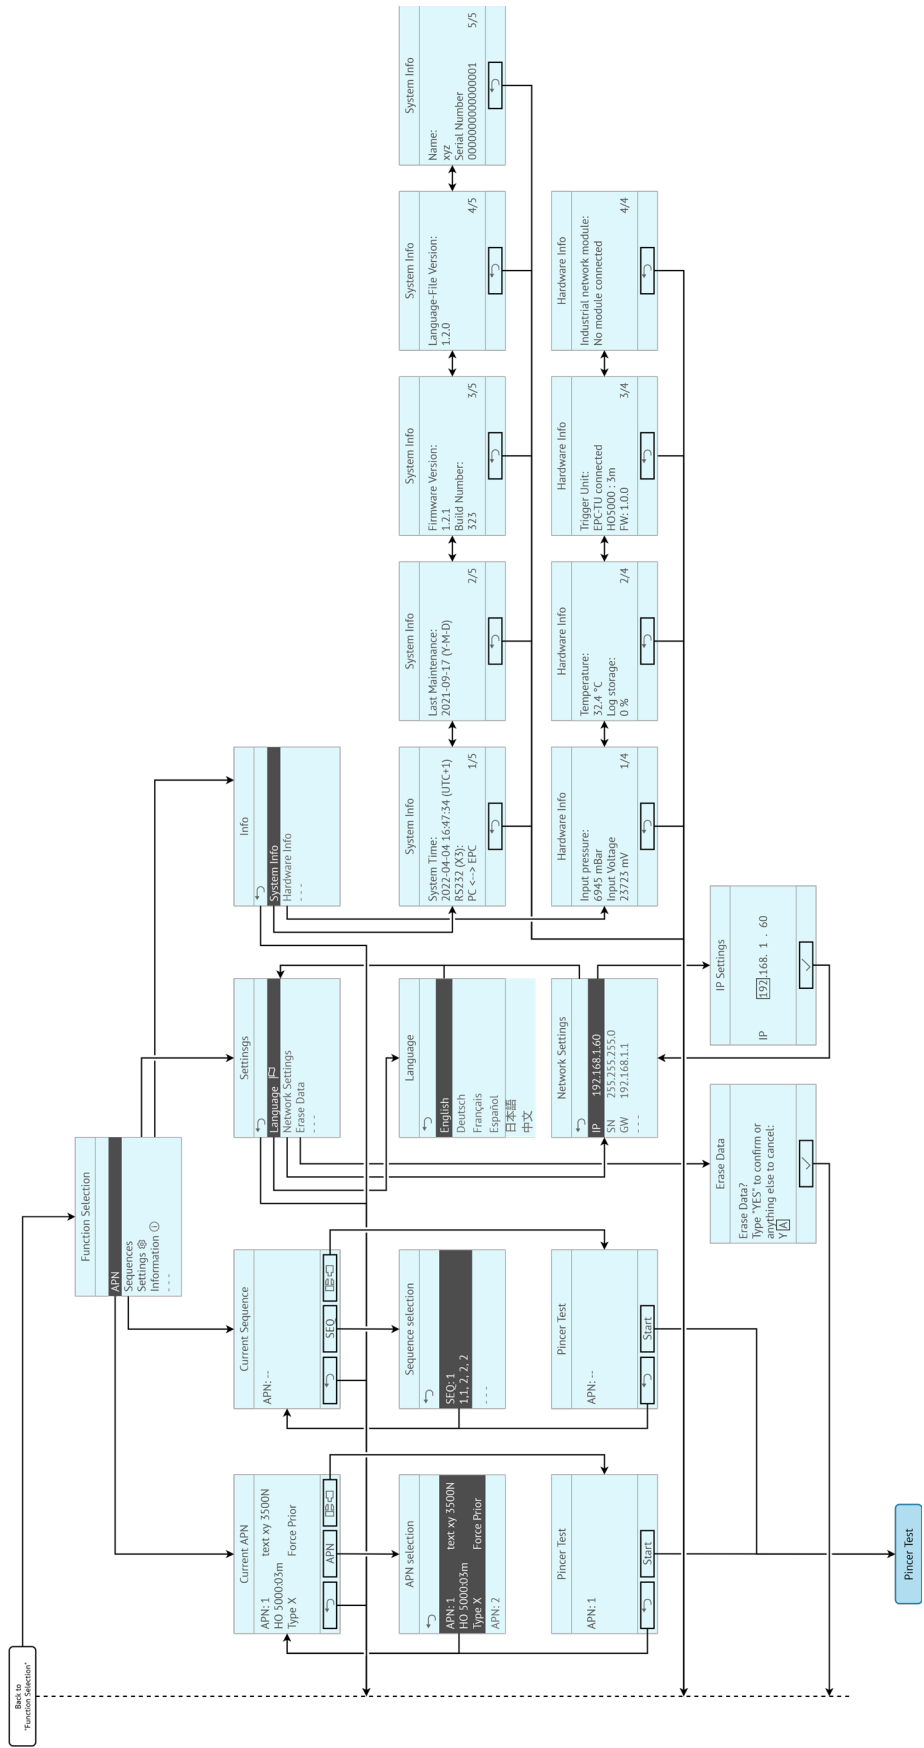 Back to
"Function Selection"
Function Selection
APN
Sequences
Settings
Information
- - -
Current APN
APN: 1 text xy 3500N
HO 5000:03m
Type X Force Prior
APN
Current Sequence
APN: --
SEQ
Settinsgs
Language
Network Settings
Erase Data
- - -
Info
System Info
Hardware Info
- - -
APN selection
APN: 1 text xy 3500N
HO 5000:03m
Type X Force Prior
APN: 2
Sequence selection
SEQ: 1
1,1, 2, 2, 2
- - -
Language
English
Deutsch
Français
Español
日本語
中文
System Info
System Time:
2022-04-04 16:47:34 (UTC+1)
RS232 (X3):
PC <--> EPC
1/5
System Info
Last Maintenance:
2021-09-17 (Y-M-D)
2/5
System Info
Firmware Version:
1.2.1
Build Number:
323
3/5
System Info
Language-File Version:
1.2.0
4/5
System Info
Name:
xyz
Serial Number
0000000000000001
5/5
Pincer Test
APN: 1
Start
Pincer Test
APN: --
Start
Network Settings
IP 192.168.1.60
SN 255.255.255.0
GW 192.168.1.1
- - -
Hardware Info
Input pressure:
6945 mBar
Input Voltage
23723 mV
1/4
Hardware Info
Temperature:
32.4 °C
Log storage:
0 %
2/4
Hardware Info
Trigger Unit:
EPC-TU connected
HO5000 : 3m
FW: 1.0.0
3/4
Hardware Info
Industrial network module:
No module connected
4/4
Erase Data
Erase Data?
Type "YES" to confirm or
anything else to cancel:
Y A
IP Settings
IP 192.168. 1 . 60
Pincer Test